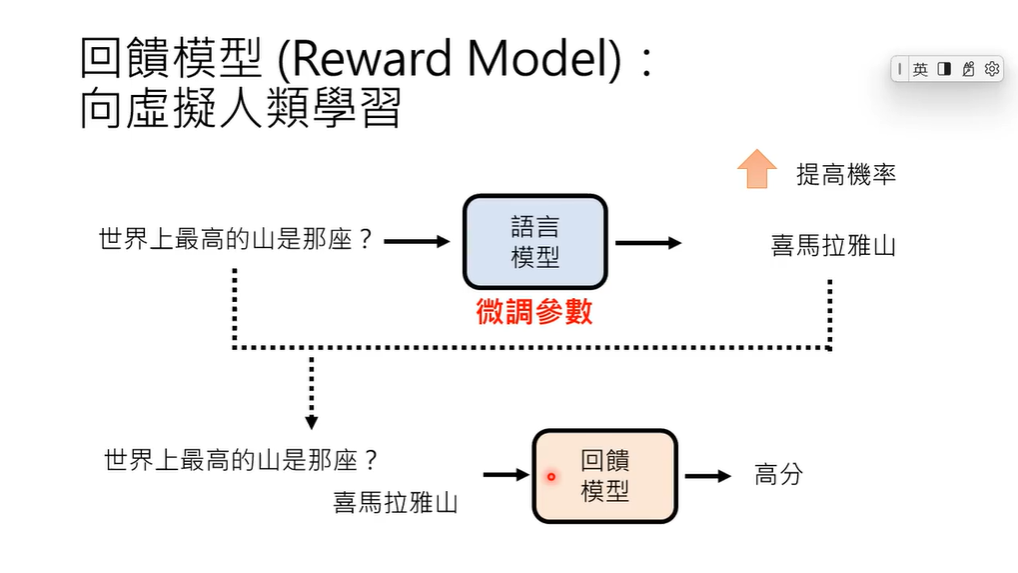 回饋模型 (Reward Model)：
向虛擬人類學習
英
提高機率
世界上最高的山是那座？
語言
模型
喜馬拉雅山
微調參數
世界上最高的山是那座？
喜馬拉雅山
回饋
模型
高分